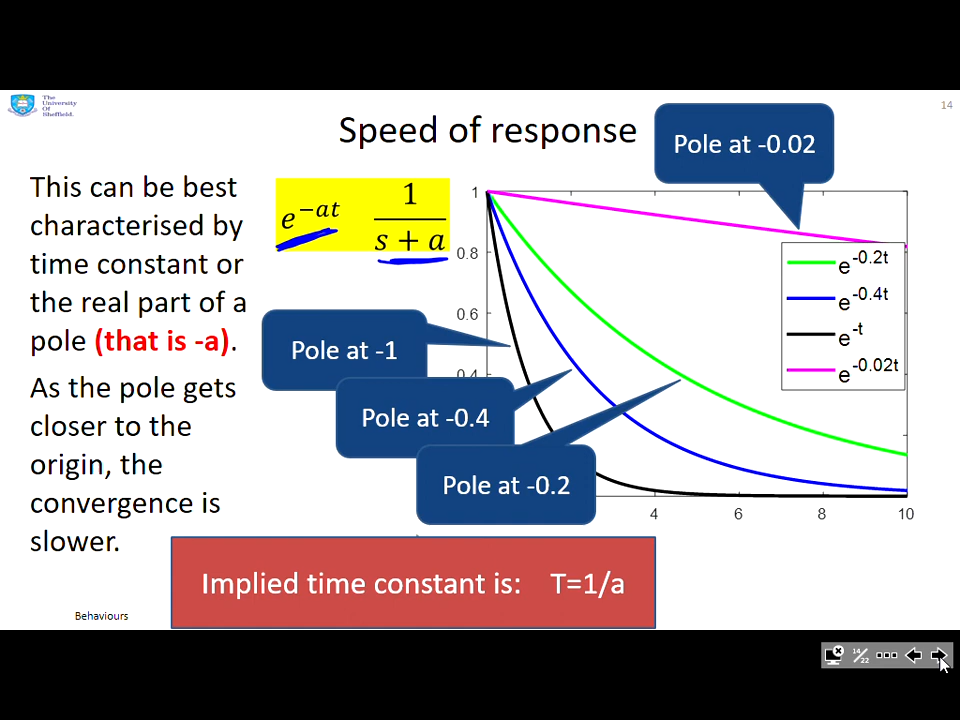 The
University
Of
Sheffield.
14
Speed of response
Pole at -0.02
This can be best
characterised by
time constant or
the real part of a
pole (that is -a).
As the pole gets
closer to the
origin, the
convergence is
slower.
e^{-at} 1/(s + a)
1
0.8
0.6
0.4
4
6
8
10
e^{-0.2t}
e^{-0.4t}
e^{-t}
e^{-0.02t}
Pole at -1
Pole at -0.4
Pole at -0.2
Implied time constant is: T=1/a
Behaviours
14/22